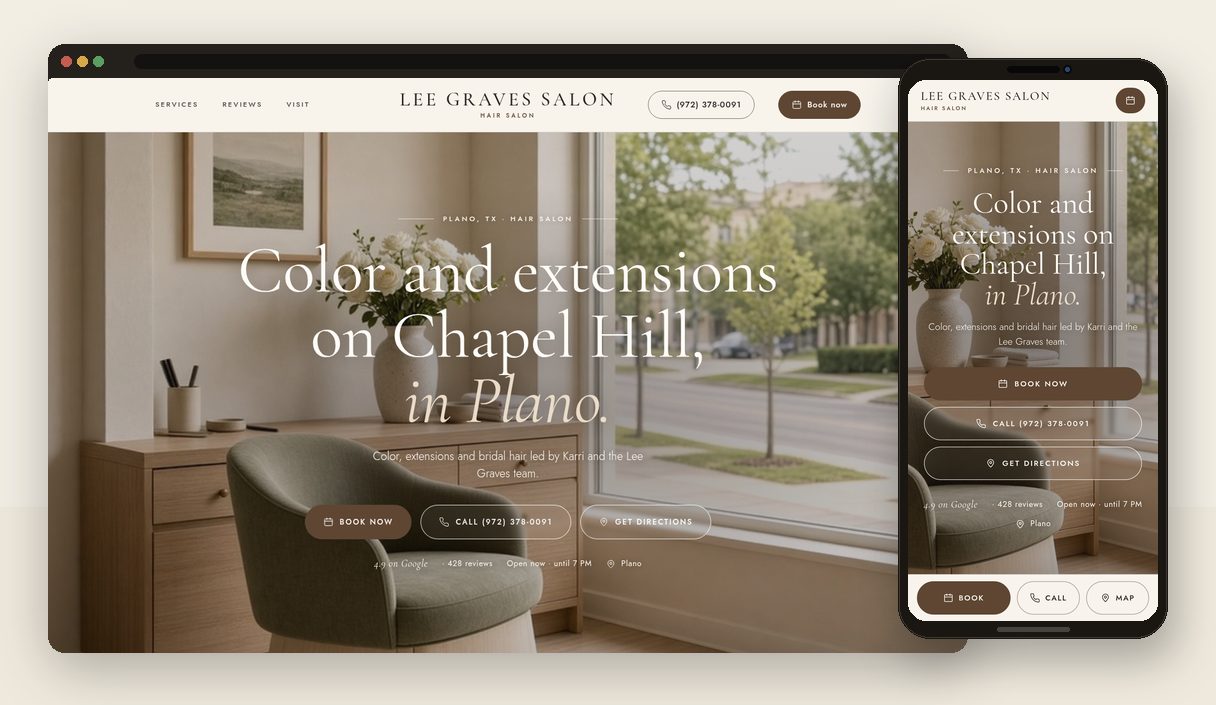 SERVICES REVIEWS VISIT
LEE GRAVES SALON
HAIR SALON
(972) 378-0091
Book now
PLANO, TX · HAIR SALON
Color and extensions
on Chapel Hill,
in Plano.
Color, extensions and bridal hair led by Karri and the Lee
Graves team.
BOOK NOW
CALL (972) 378-0091
GET DIRECTIONS
4.9 on Google · 428 reviews Open now · until 7 PM Plano
LEE GRAVES SALON
HAIR SALON
PLANO, TX · HAIR SALON
Color and
extensions on
Chapel Hill,
in Plano.
Color, extensions and bridal hair led by Karri and the
Lee Graves team.
BOOK NOW
CALL (972) 378-0091
GET DIRECTIONS
4.9 on Google · 428 reviews Open now · until 7 PM
Plano
BOOK
CALL
MAP